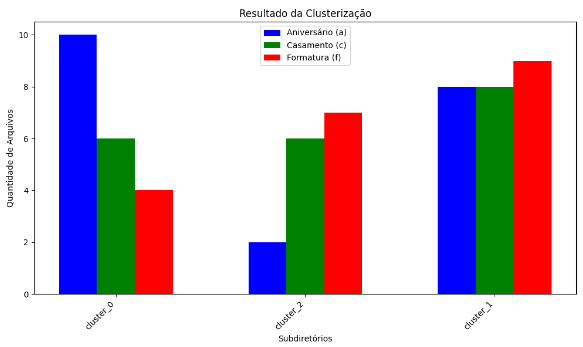 Resultado da Clusterização
Aniversário (a)
Casamento (c)
Formatura (f)
Quantidade de Arquivos
10
8
6
4
2
0
cluster_0
cluster_2
cluster_1
Subdiretórios